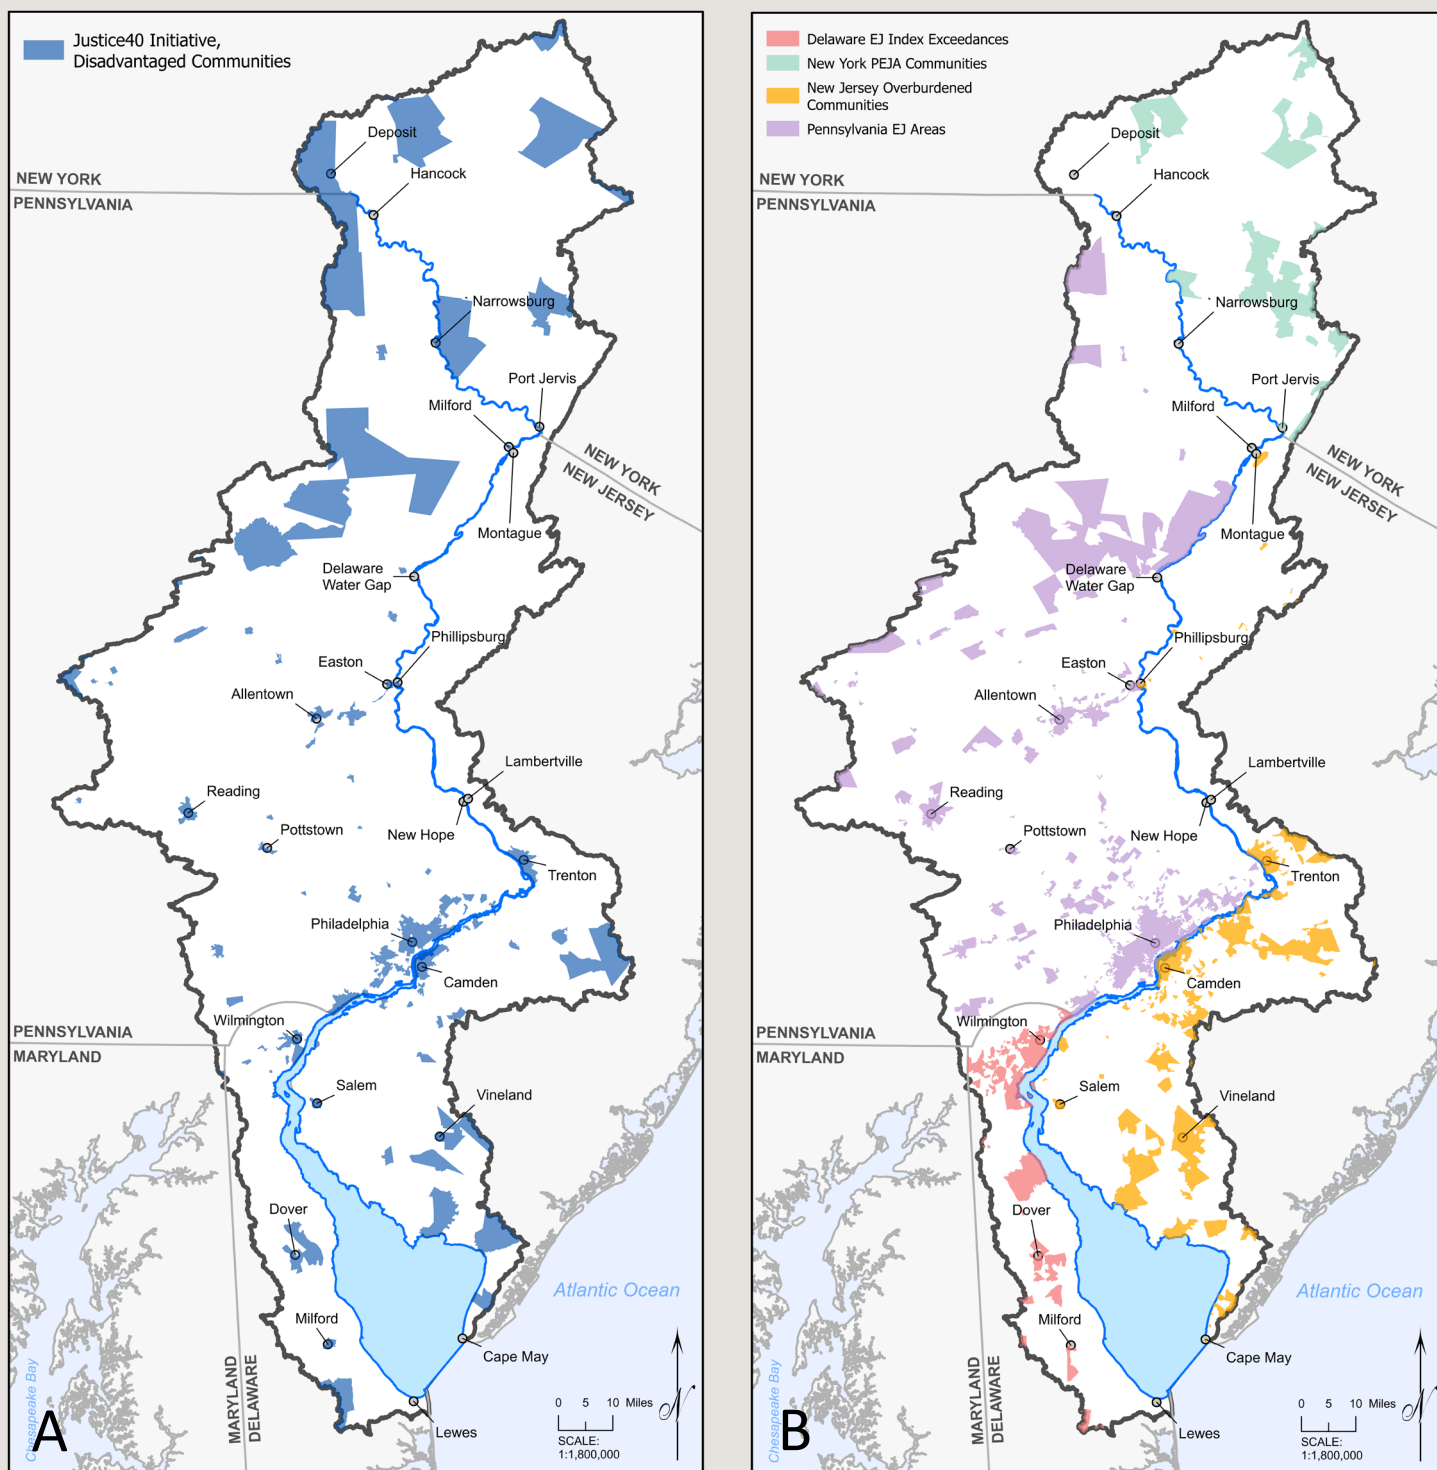 Justice40 Initiative,
Disadvantaged Communities
Deposit
Hancock
NEW YORK
PENNSYLVANIA
Narrowsburg
Port Jervis
Milford
NEW YORK
NEW JERSEY
Montague
Delaware
Water Gap
Phillipsburg
Easton
Allentown
Lambertville
Reading
Pottstown
New Hope
Trenton
Philadelphia
Camden
Wilmington
PENNSYLVANIA
MARYLAND
Salem
Vineland
Dover
Atlantic Ocean
Milford
Cape May
Chesapeake Bay
MARYLAND
DELAWARE
Lewes
0 5 10 Miles
SCALE:
1:1,800,000
N
A
Delaware EJ Index Exceedances
New York PEJA Communities
New Jersey Overburdened
Communities
Pennsylvania EJ Areas
Deposit
Hancock
NEW YORK
PENNSYLVANIA
Narrowsburg
Port Jervis
Milford
NEW YORK
NEW JERSEY
Montague
Delaware
Water Gap
Phillipsburg
Easton
Allentown
Lambertville
Reading
Pottstown
New Hope
Trenton
Philadelphia
Camden
Wilmington
PENNSYLVANIA
MARYLAND
Salem
Vineland
Dover
Atlantic Ocean
Milford
Cape May
Chesapeake Bay
MARYLAND
DELAWARE
Lewes
0 5 10 Miles
SCALE:
1:1,800,000
N
B